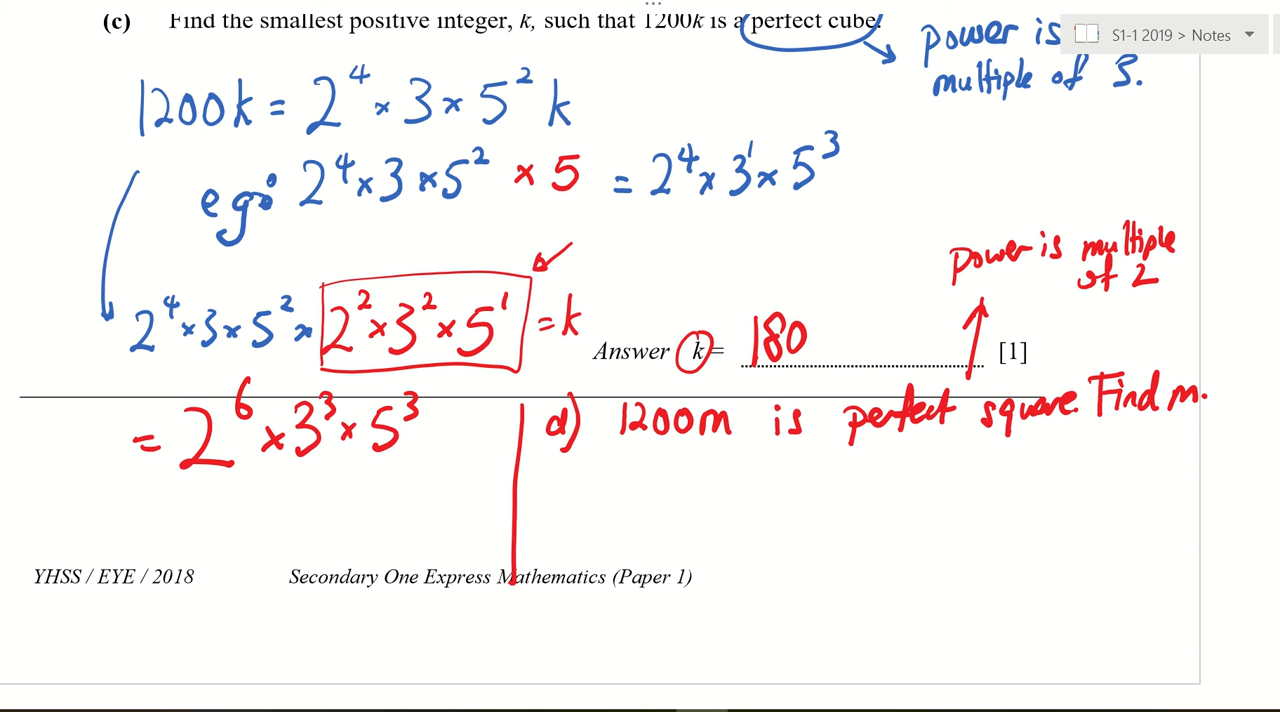 (c) Find the smallest positive integer, k, such that 1200k is a perfect cube.
power is
multiple of 3.
S1-1 2019 > Notes
1200k = 2⁴ × 3 × 5² k
eg: 2⁴ × 3 × 5² × 5 = 2⁴ × 3¹ × 5³
power is multiple
of 2
2⁴ × 3 × 5² × 2² × 3² × 5¹ = k
Answer k = 180 [1]
= 2⁶ × 3³ × 5³
d) 1200m is perfect square. Find m.
YHSS / EYE / 2018 Secondary One Express Mathematics (Paper 1)